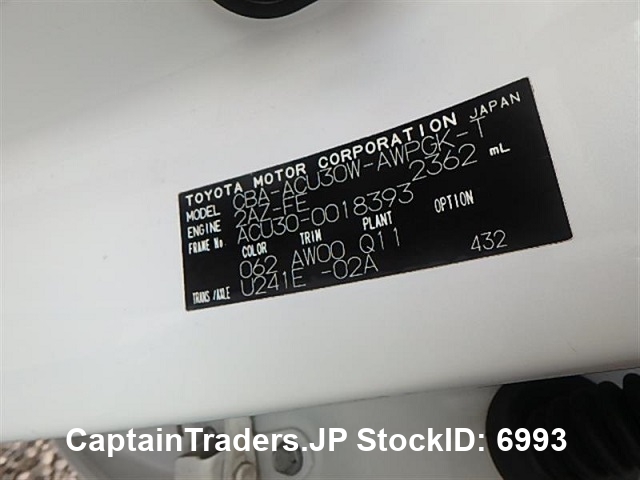 TOYOTA MOTOR CORPORATION JAPAN
MODEL CBA-ACU30W-AWPGK-T
ENGINE 2AZ-FE 2362 mL
FRAME No. ACU30-0018393
COLOR TRIM PLANT OPTION
062 AW00 Q11 432
TRANS/AXLE U241E -02A
CaptainTraders.JP StockID: 6993